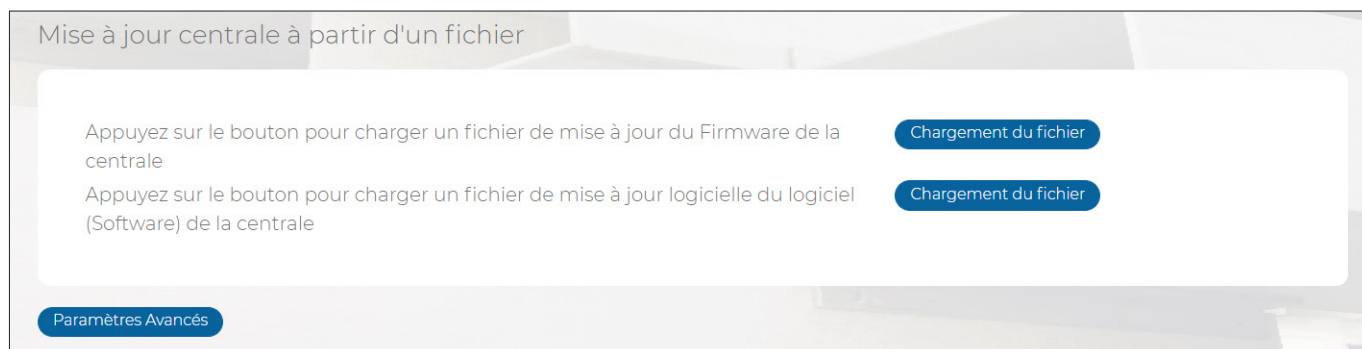 Mise à jour centrale à partir d'un fichier
Appuyez sur le bouton pour charger un fichier de mise à jour du Firmware de la
centrale
Chargement du fichier
Appuyez sur le bouton pour charger un fichier de mise à jour logicielle du logiciel
(Software) de la centrale
Chargement du fichier
Paramètres Avancés